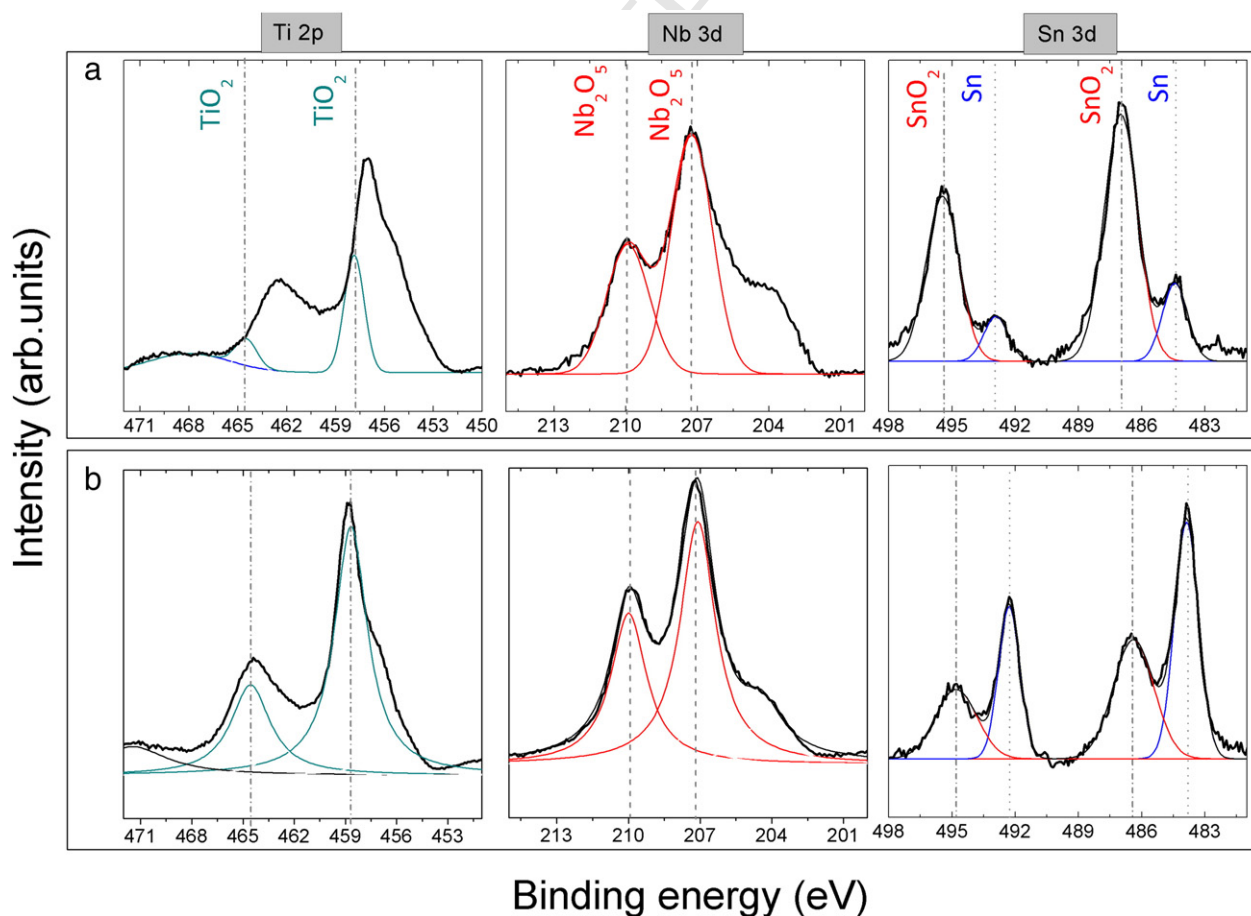 Ti 2p
Nb 3d
Sn 3d
a
TiO2
TiO2
Nb2O5
Nb2O5
SnO2
Sn
SnO2
Sn
471 468 465 462 459 456 453 450
213 210 207 204 201
498 495 492 489 486 483
b
471 468 465 462 459 456 453
213 210 207 204 201
498 495 492 489 486 483
Intensity (arb.units)
Binding energy (eV)